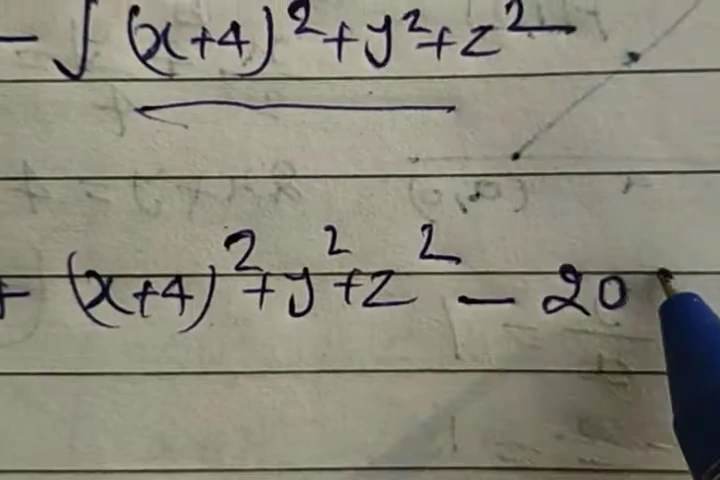 - √(x+4)²+y²+z²
+ (x+4)²+y²+z² - 20